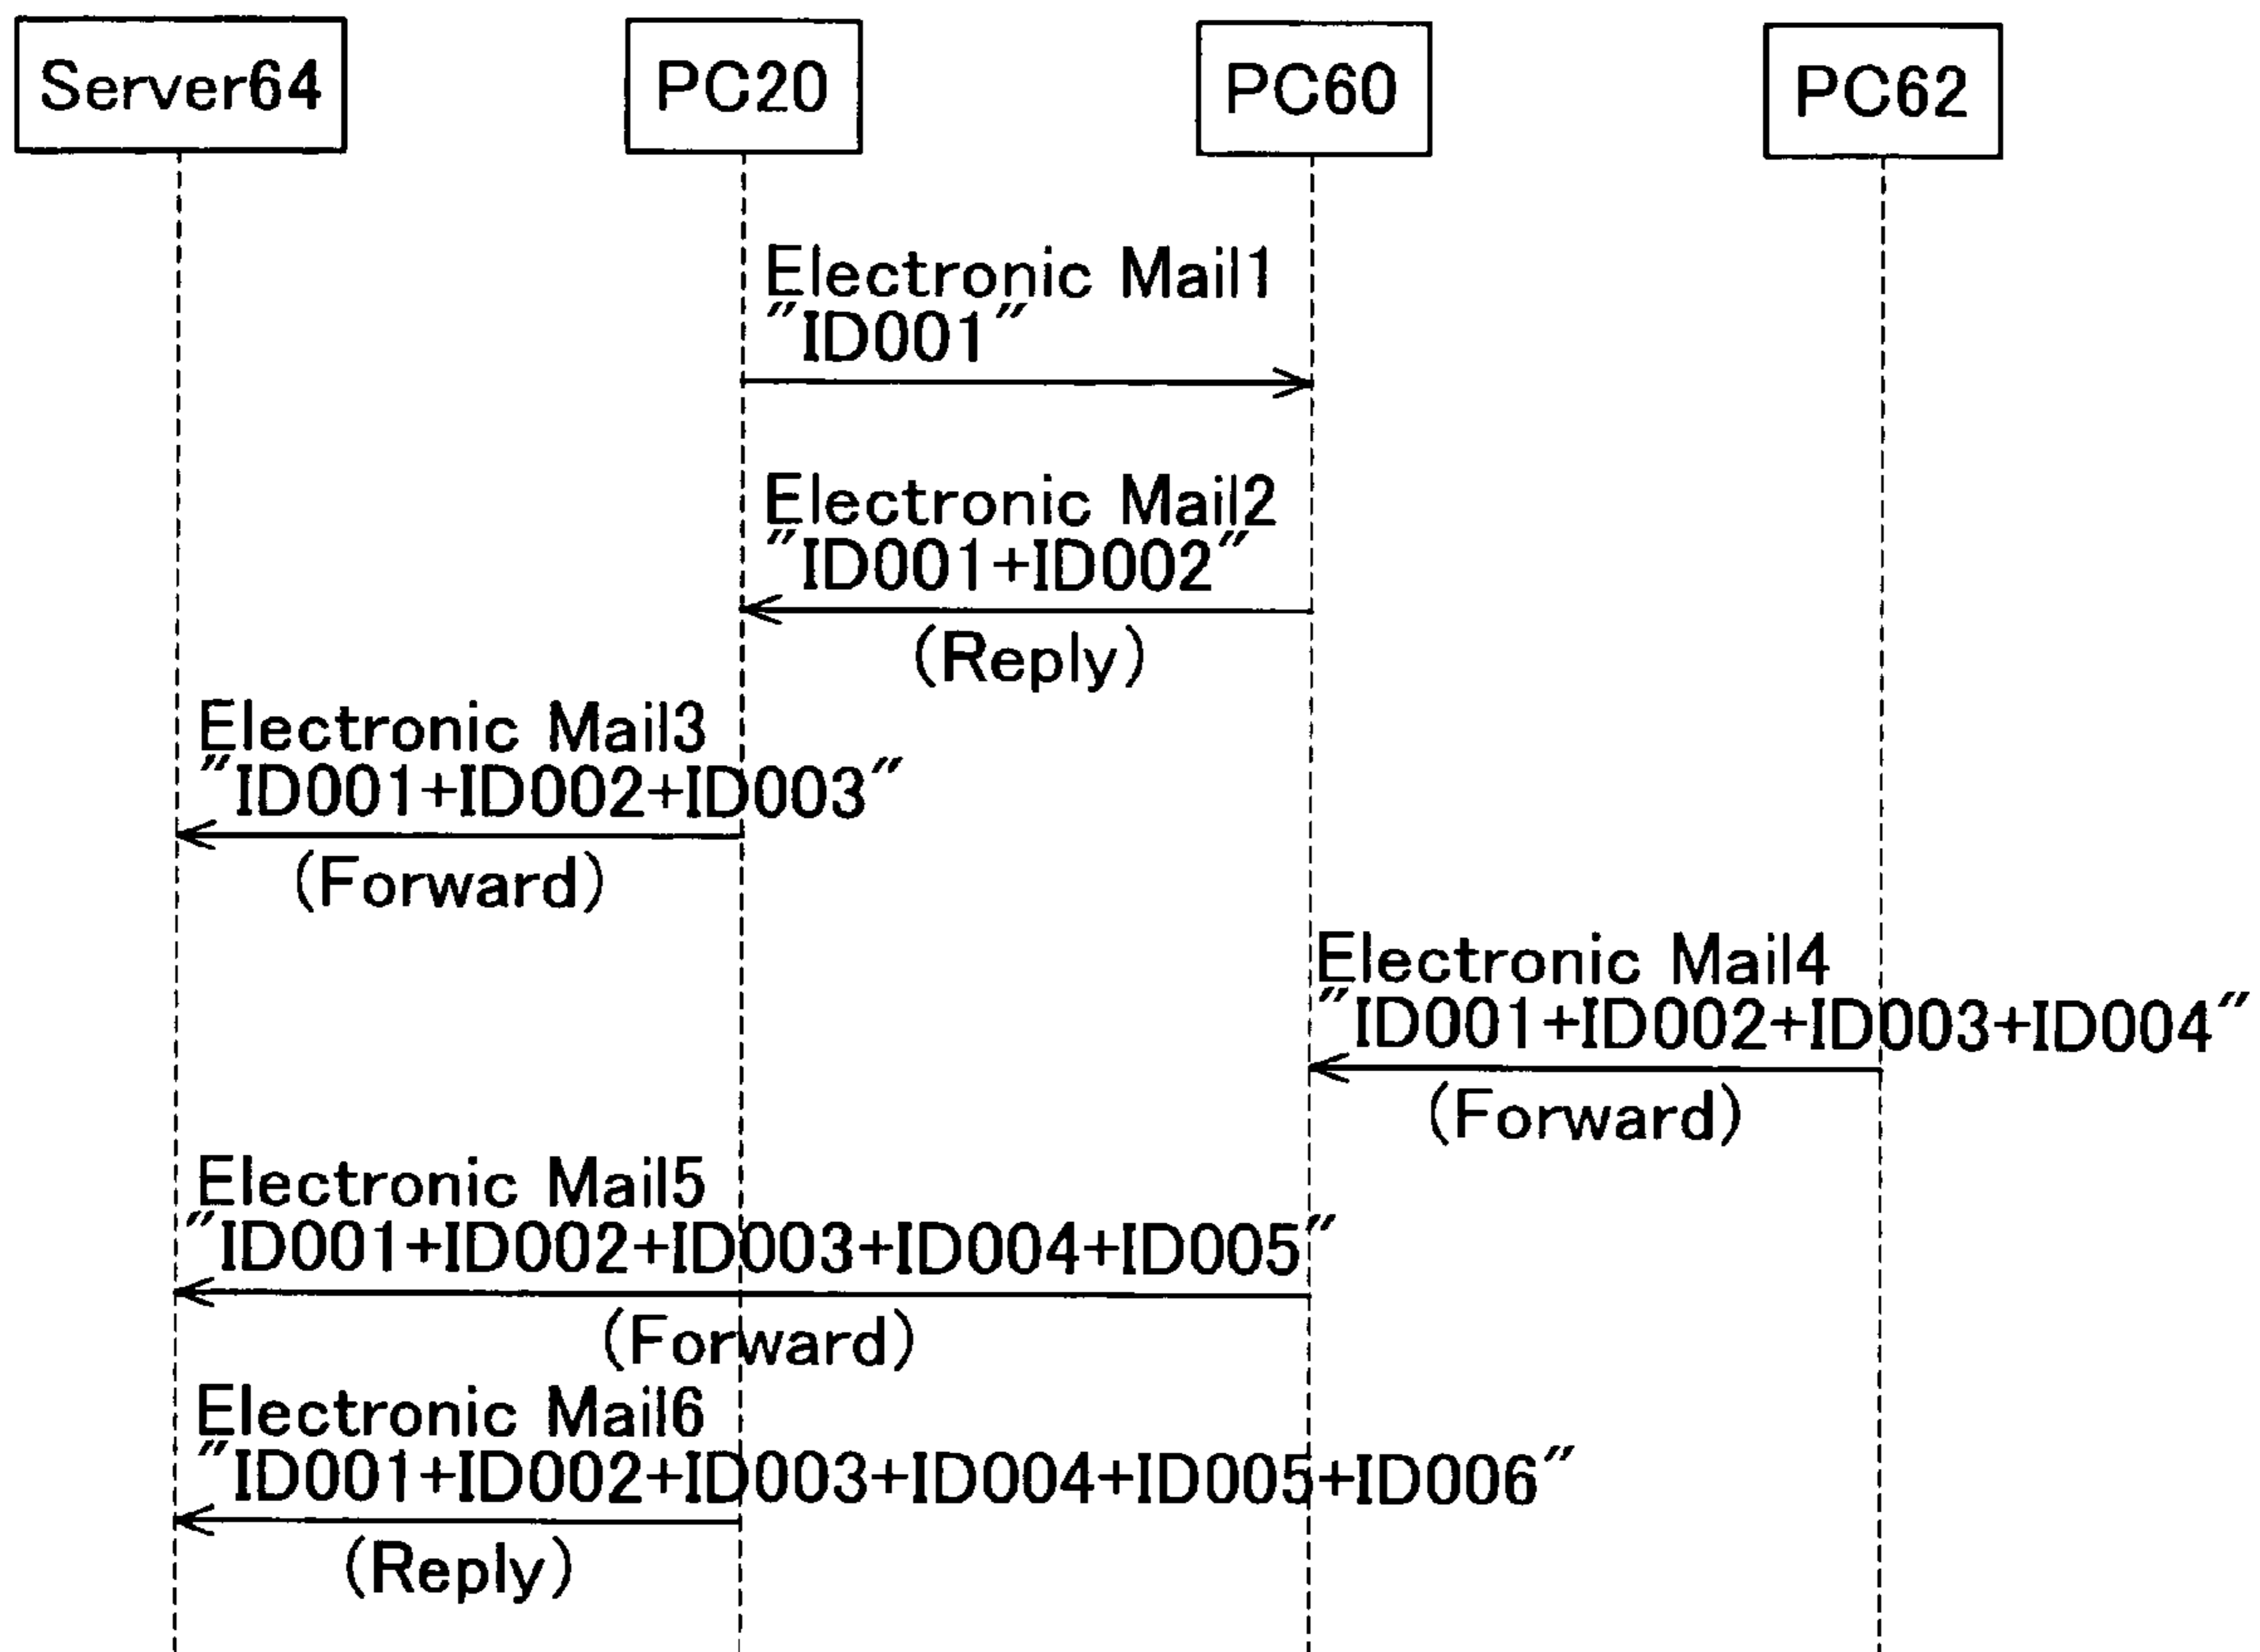 Server64
PC20
PC60
PC62
Electronic Mail1
"ID001"
Electronic Mail2
"ID001+ID002"
(Reply)
Electronic Mail3
"ID001+ID002+ID003"
(Forward)
Electronic Mail4
"ID001+ID002+ID003+ID004"
(Forward)
Electronic Mail5
"ID001+ID002+ID003+ID004+ID005"
(Forward)
Electronic Mail6
"ID001+ID002+ID003+ID004+ID005+ID006"
(Reply)